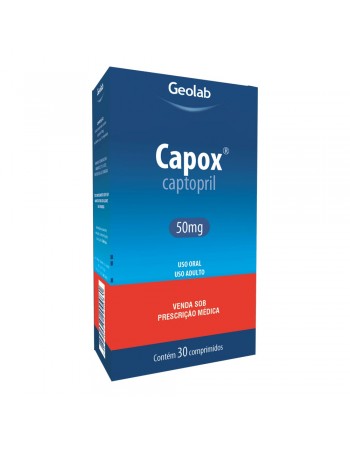 Geolab
Capox®
captopril
50mg
USO ORAL
USO ADULTO
VENDA SOB
PRESCRIÇÃO MÉDICA
Contém 30 comprimidos